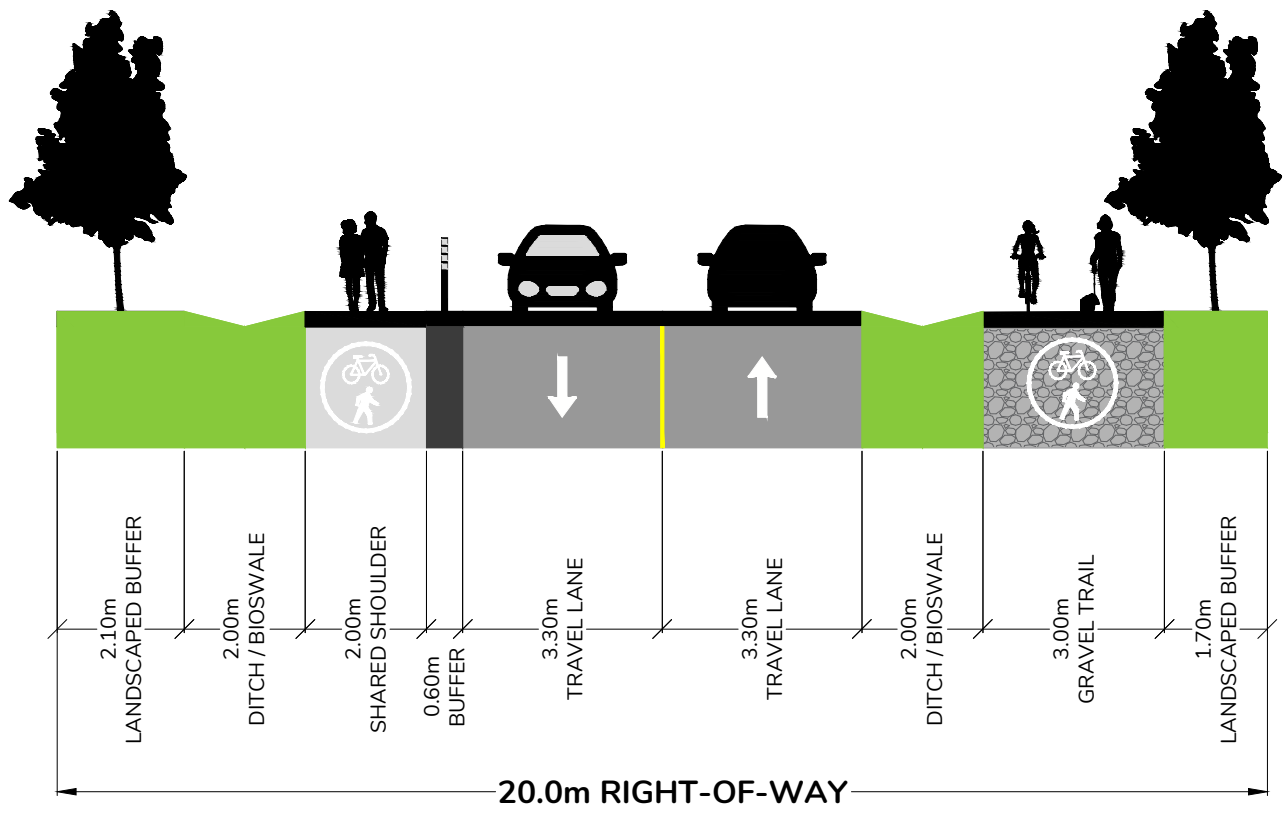 2.10m
LANDSCAPED BUFFER
2.00m
DITCH / BIOSWALE
2.00m
SHARED SHOULDER
0.60m
BUFFER
3.30m
TRAVEL LANE
3.30m
TRAVEL LANE
2.00m
DITCH / BIOSWALE
3.00m
GRAVEL TRAIL
1.70m
LANDSCAPED BUFFER
20.0m RIGHT-OF-WAY